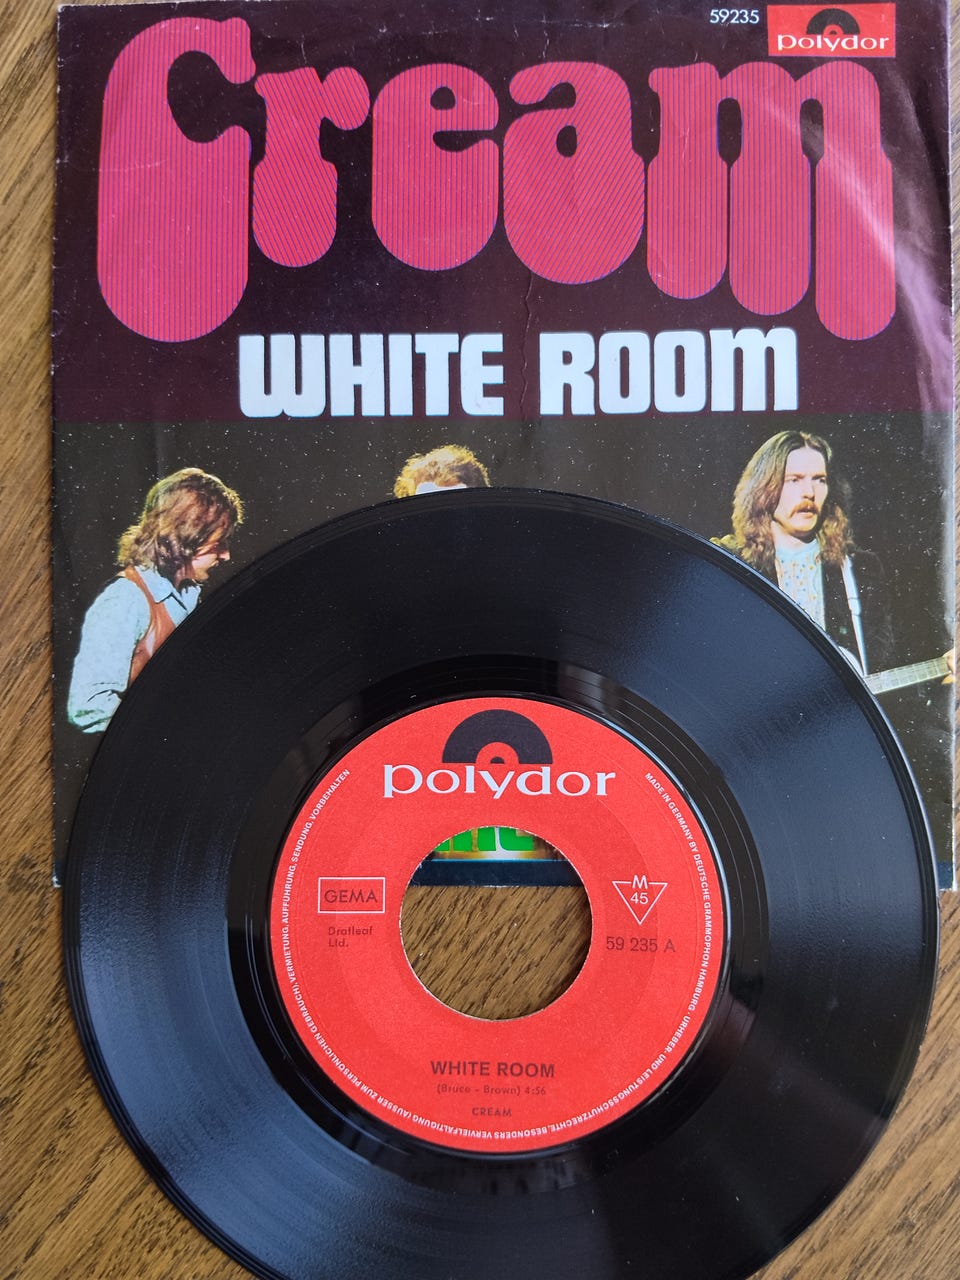 59235
polydor
Cream
WHITE ROOM
polydor
GEMA
Dratleaf
Ltd.
M
45
59 235 A
WHITE ROOM
(Bruce - Brown) 4:56
CREAM
MADE IN GERMANY BY DEUTSCHE GRAMMOPHON HAMBURG · URHEBER- UND LEISTUNGSSCHUTZRECHTE, BESONDERS VERVIELFÄLTIGUNG (AUSSER ZUM PERSÖNLICHEN GEBRAUCH), VERMIETUNG, AUFFÜHRUNG, SENDUNG, VORBEHALTEN